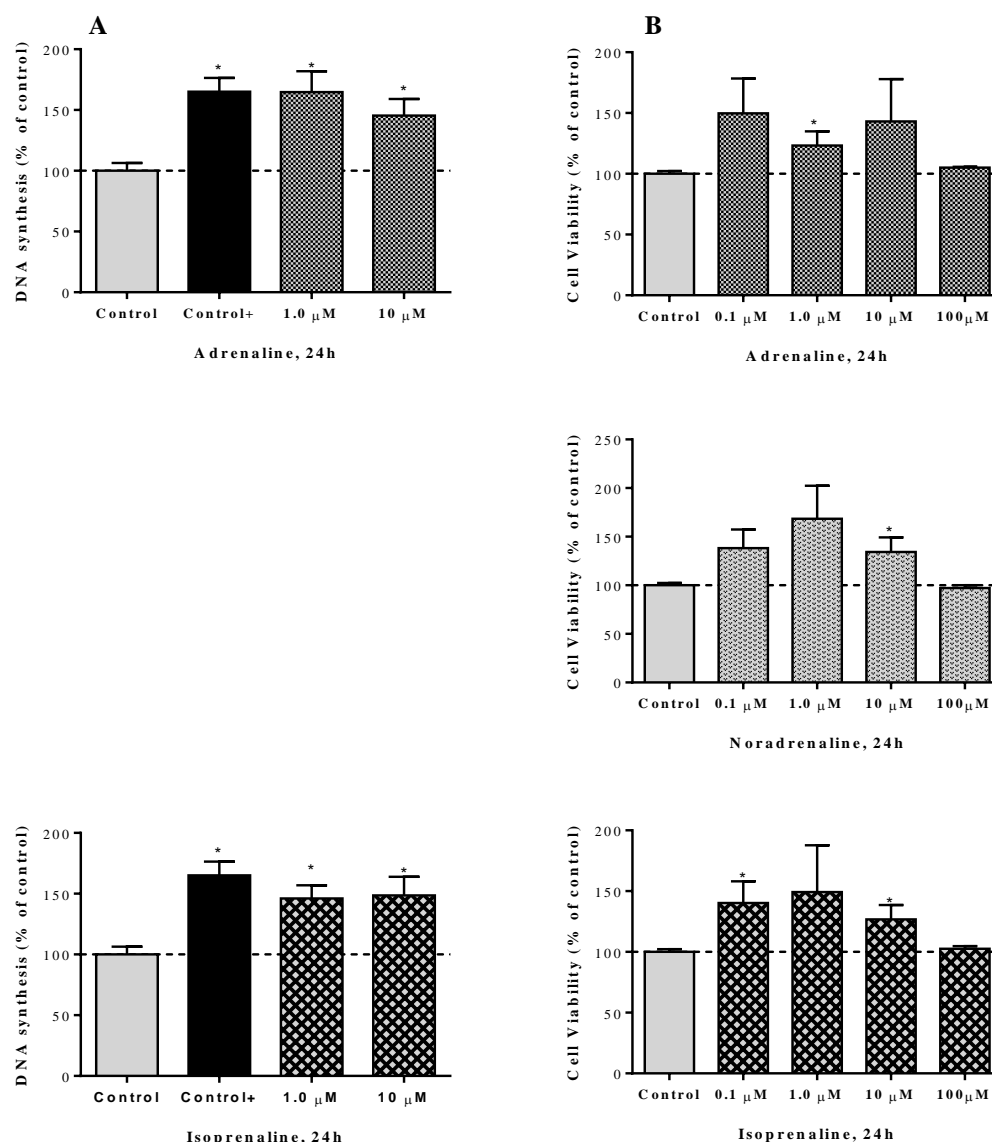 A
DNA synthesis (% of control)
200
150
100
50
0
*
*
*
Control Control+ 1.0 μM 10 μM
Adrenaline, 24h
B
Cell Viability (% of control)
200
150
100
50
0
*
Control 0.1 μM 1.0 μM 10 μM 100μM
Adrenaline, 24h
Cell Viability (% of control)
250
200
150
100
50
0
*
Control 0.1 μM 1.0 μM 10 μM 100μM
Noradrenaline, 24h
DNA synthesis (% of control)
200
150
100
50
0
*
*
*
Control Control+ 1.0 μM 10 μM
Isoprenaline, 24h
Cell Viability (% of control)
200
150
100
50
0
*
*
Control 0.1 μM 1.0 μM 10 μM 100μM
Isoprenaline, 24h